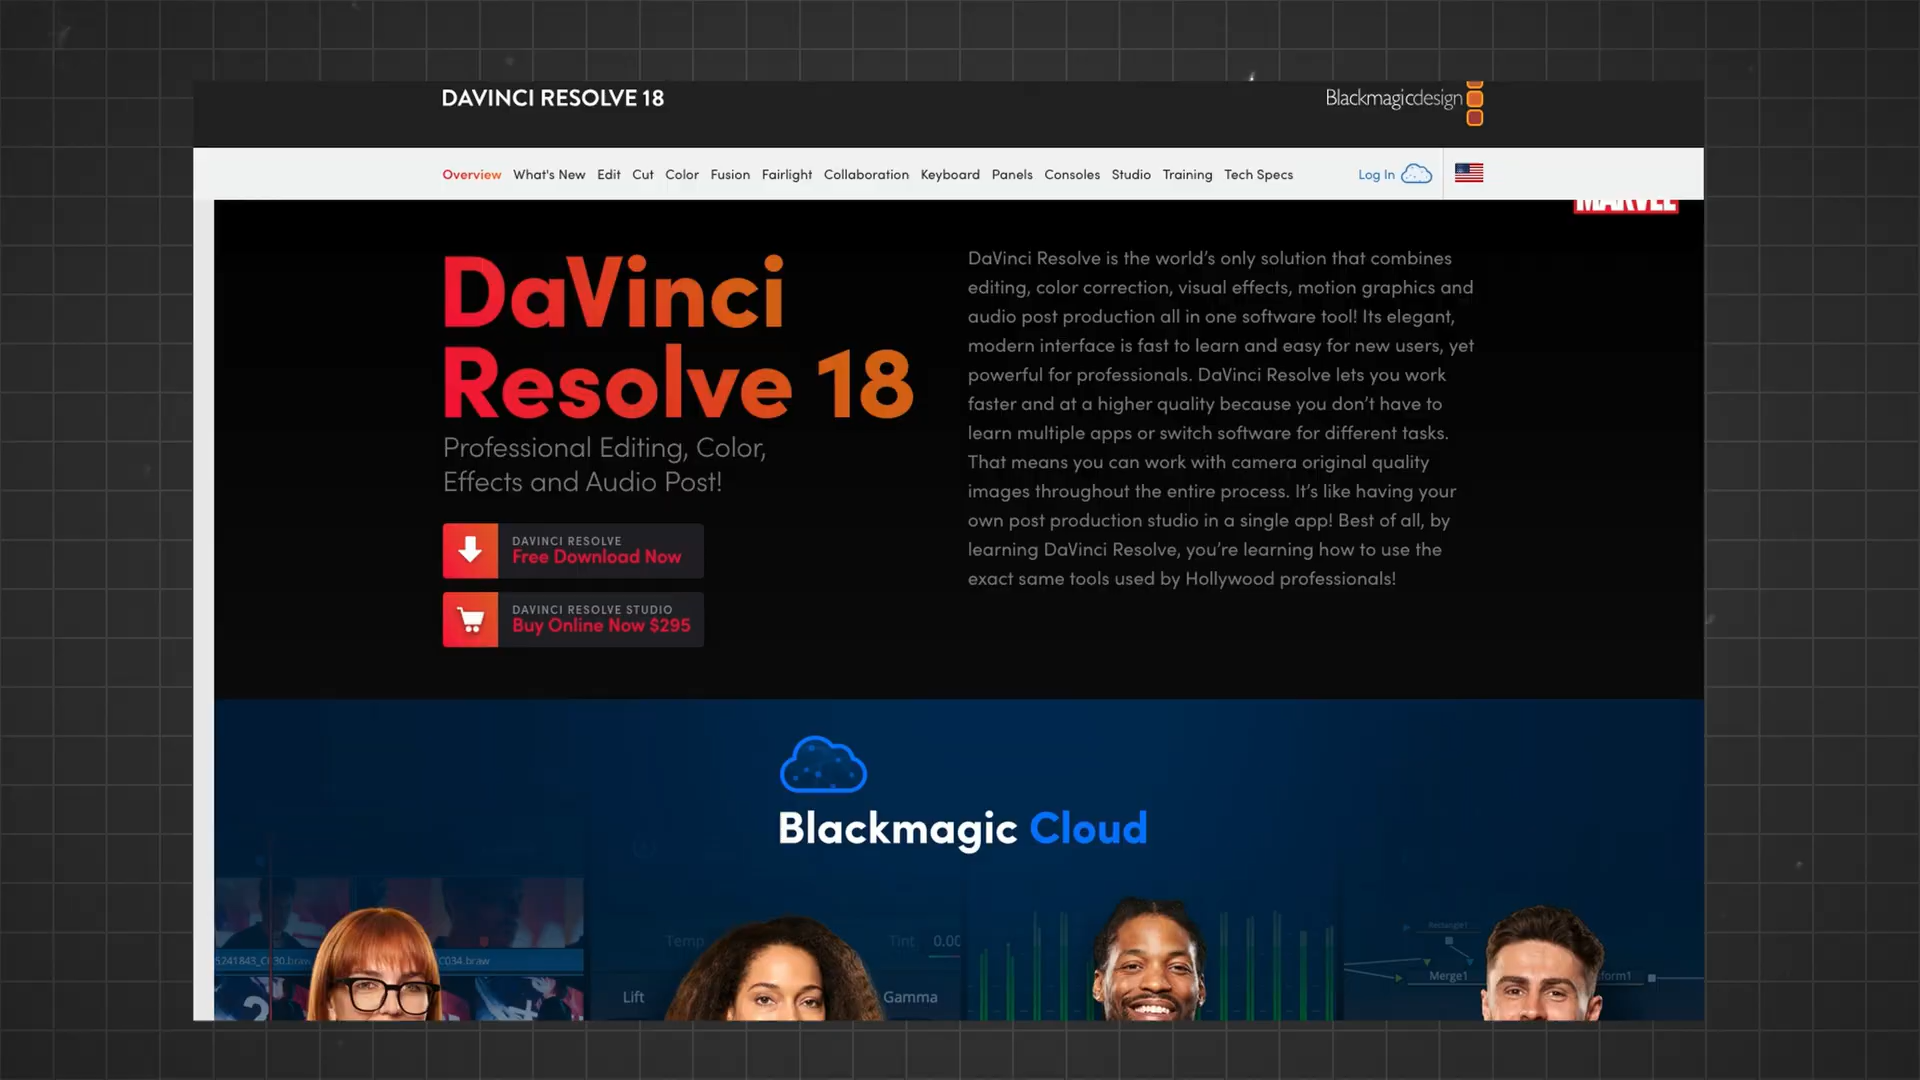 DAVINCI RESOLVE 18
Blackmagicdesign
Overview What's New Edit Cut Color Fusion Fairlight Collaboration Keyboard Panels Consoles Studio Training Tech Specs
Log In
MARVEL
DaVinci
Resolve 18
Professional Editing, Color,
Effects and Audio Post!
DAVINCI RESOLVE
Free Download Now
DAVINCI RESOLVE STUDIO
Buy Online Now $295
DaVinci Resolve is the world's only solution that combines
editing, color correction, visual effects, motion graphics and
audio post production all in one software tool! Its elegant,
modern interface is fast to learn and easy for new users, yet
powerful for professionals. DaVinci Resolve lets you work
faster and at a higher quality because you don't have to
learn multiple apps or switch software for different tasks.
That means you can work with camera original quality
images throughout the entire process. It's like having your
own post production studio in a single app! Best of all, by
learning DaVinci Resolve, you're learning how to use the
exact same tools used by Hollywood professionals!
Blackmagic Cloud
C034.braw
Temp
Tint 0.00
Lift
Gamma
Rectangle1
Merge1